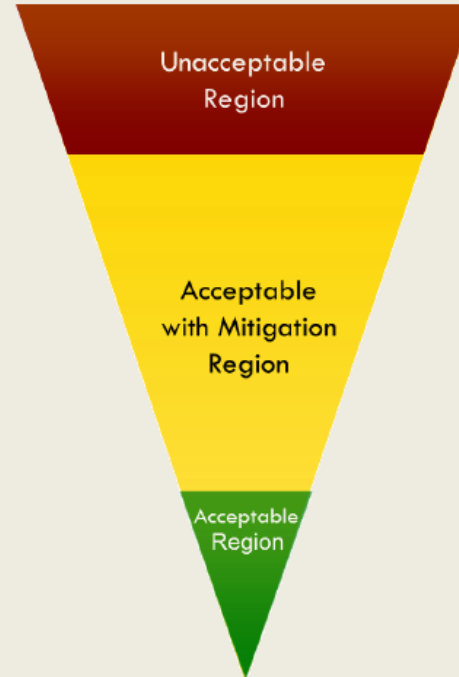 Unacceptable
Region
Acceptable
with Mitigation
Region
Acceptable
Region